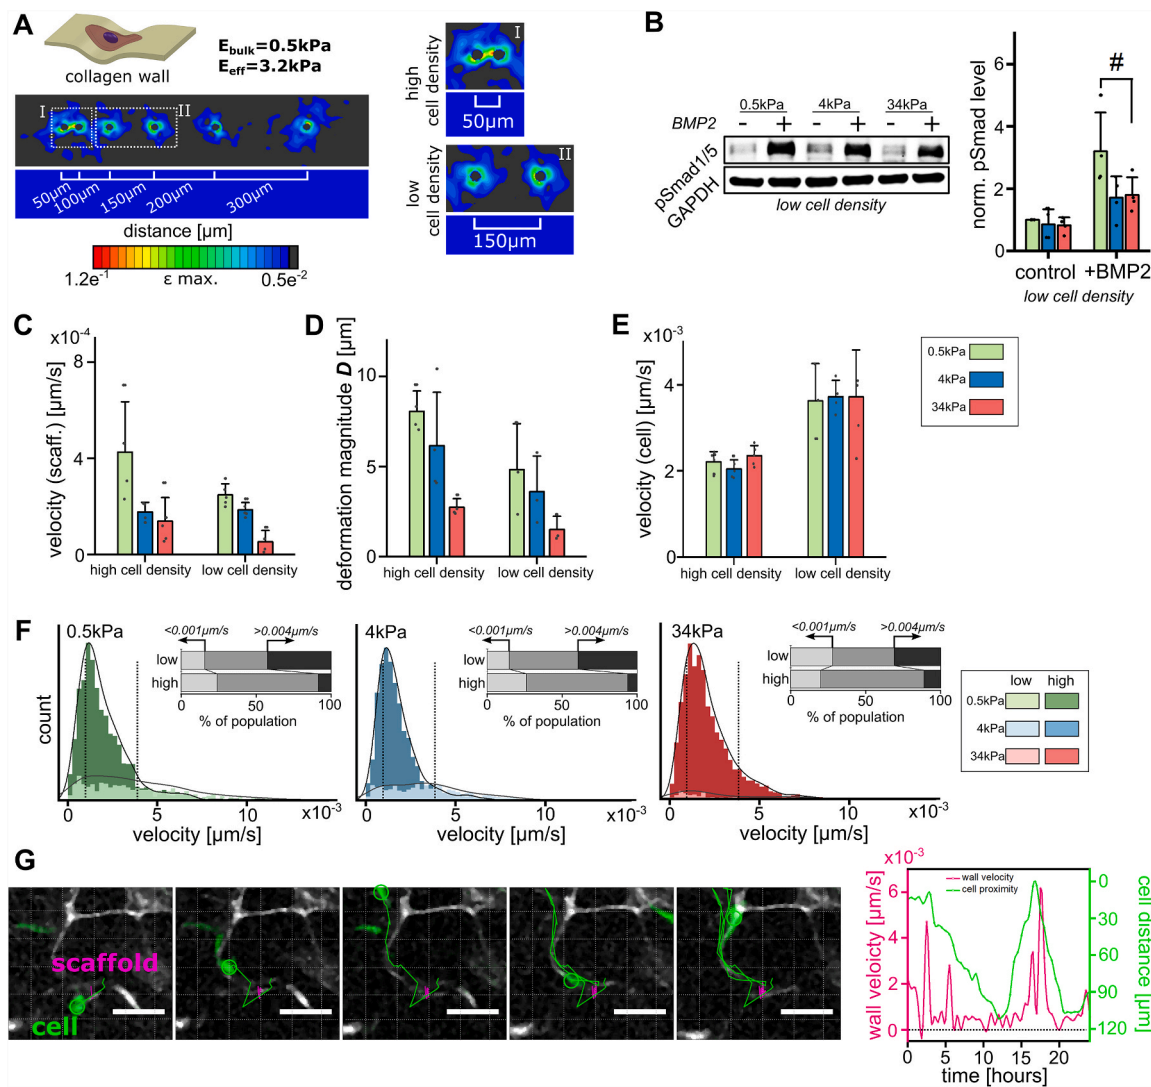 A
collagen wall
E_bulk=0.5kPa
E_eff=3.2kPa
I
II
50µm
100µm
150µm
200µm
300µm
distance [µm]
1.2e⁻¹
ε max.
0.5e⁻²
high
cell density
I
50µm
low
cell density
II
150µm
B
0.5kPa 4kPa 34kPa
BMP2 - + - + - +
pSmad1/5
GAPDH
low cell density
norm. pSmad level
6
4
2
0
#
control +BMP2
low cell density
C
x10⁻⁴
velocity (scaff.) [µm/s]
8
4
0
high cell density low cell density
D
deformation magnitude D [µm]
10
5
0
high cell density low cell density
E
x10⁻³
velocity (cell) [µm/s]
4
2
0
high cell density low cell density
0.5kPa
4kPa
34kPa
F
count
0.5kPa
<0.001µm/s >0.004µm/s
low
high
0 50 100
% of population
0 5 10 x10⁻³
velocity [µm/s]
4kPa
<0.001µm/s >0.004µm/s
low
high
0 50 100
% of population
0 5 10 x10⁻³
velocity [µm/s]
34kPa
<0.001µm/s >0.004µm/s
low
high
0 50 100
% of population
0 5 10 x10⁻³
velocity [µm/s]
low high
0.5kPa
4kPa
34kPa
G
scaffold
cell
x10⁻³
wall veloicty [µm/s]
6
4
2
0
wall velocity
cell proximity
0
30
60
90
120
cell distance [µm]
0 5 10 15 20
time [hours]